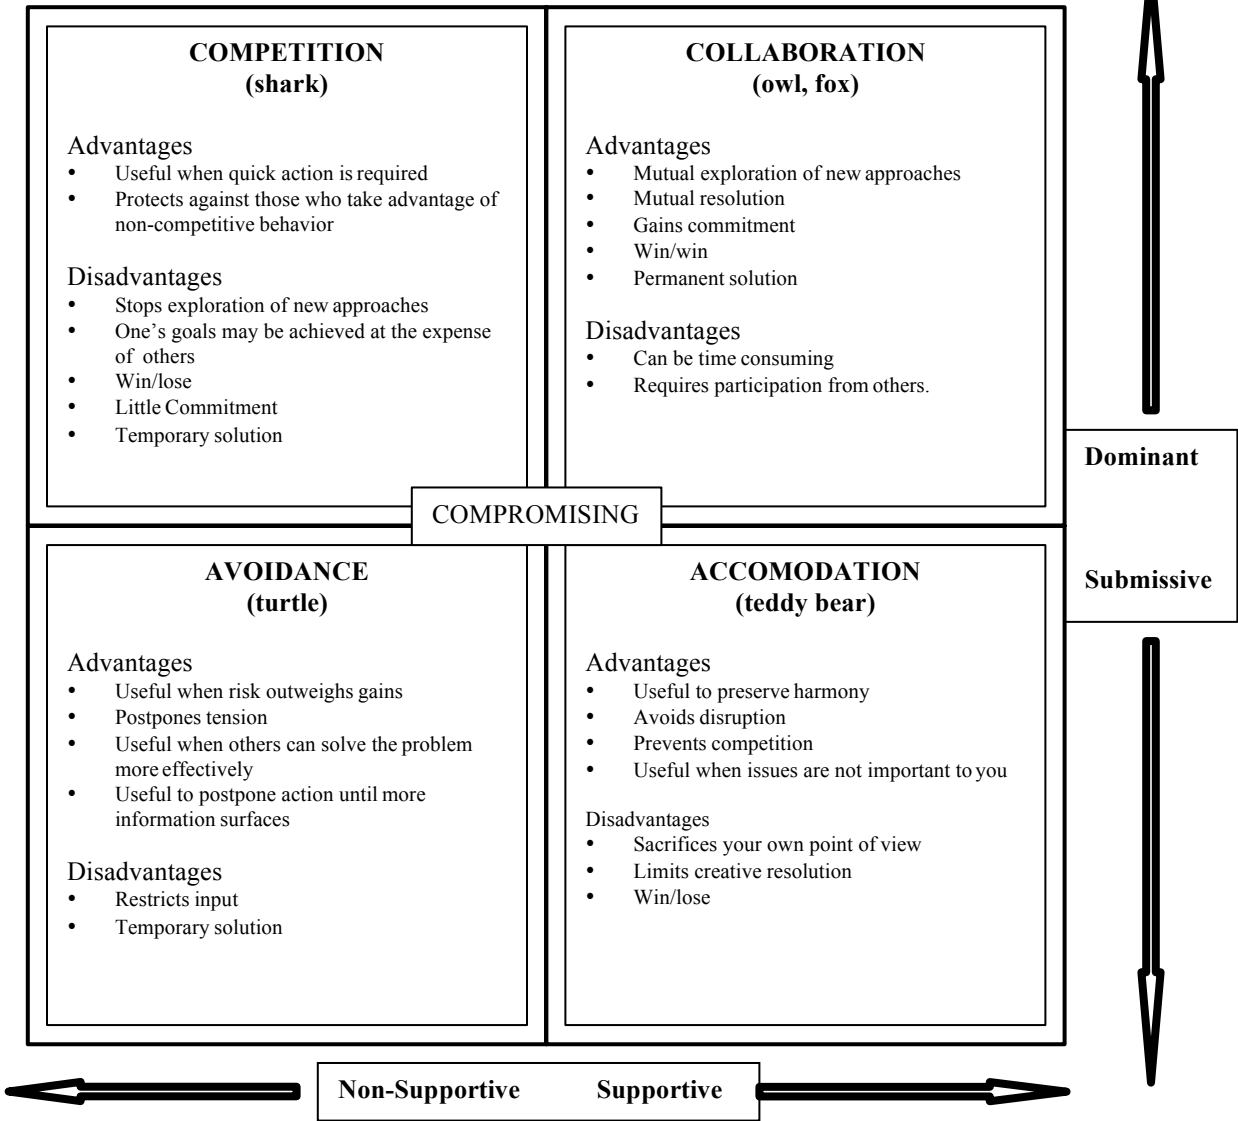 COMPETITION
(shark)
Advantages
• Useful when quick action is required
• Protects against those who take advantage of
non-competitive behavior
Disadvantages
• Stops exploration of new approaches
• One’s goals may be achieved at the expense
of others
• Win/lose
• Little Commitment
• Temporary solution
COLLABORATION
(owl, fox)
Advantages
• Mutual exploration of new approaches
• Mutual resolution
• Gains commitment
• Win/win
• Permanent solution
Disadvantages
• Can be time consuming
• Requires participation from others.
Dominant
Submissive
COMPROMISING
AVOIDANCE
(turtle)
Advantages
• Useful when risk outweighs gains
• Postpones tension
• Useful when others can solve the problem
more effectively
• Useful to postpone action until more
information surfaces
Disadvantages
• Restricts input
• Temporary solution
ACCOMODATION
(teddy bear)
Advantages
• Useful to preserve harmony
• Avoids disruption
• Prevents competition
• Useful when issues are not important to you
Disadvantages
• Sacrifices your own point of view
• Limits creative resolution
• Win/lose
Non-Supportive Supportive